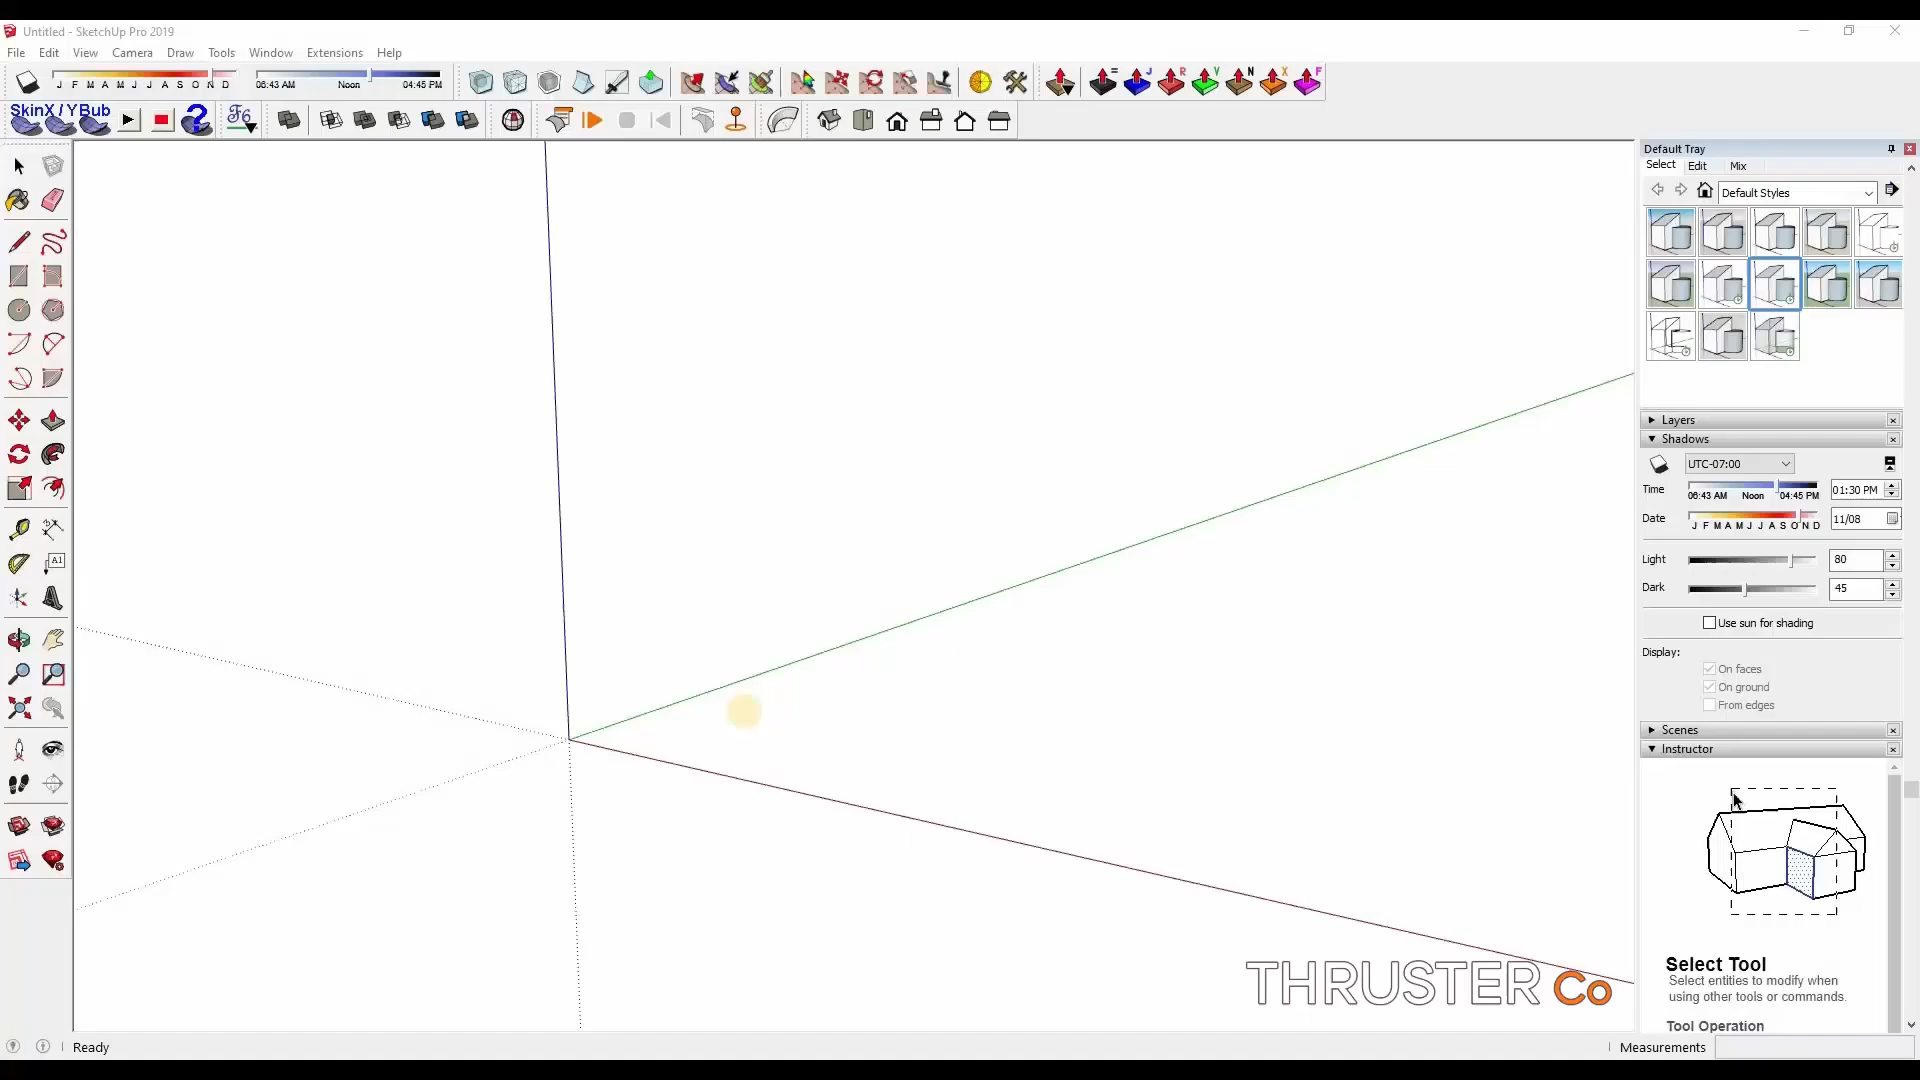 Untitled - SketchUp Pro 2019
File Edit View Camera Draw Tools Window Extensions Help
J F M A M J J A S O N D
06:43 AM Noon 04:45 PM
= J R V N X F
SkinX / YBub
F6
Default Tray
Select Edit Mix
Default Styles
Layers
Shadows
UTC-07:00
Time
06:43 AM Noon 04:45 PM
01:30 PM
Date
J F M A M J J A S O N D
11/08
Light 80
Dark 45
Use sun for shading
Display:
On faces
On ground
From edges
Scenes
Instructor
A1
Select Tool
Select entities to modify when
using other tools or commands.
Tool Operation
THRUSTER Co
Ready
Measurements